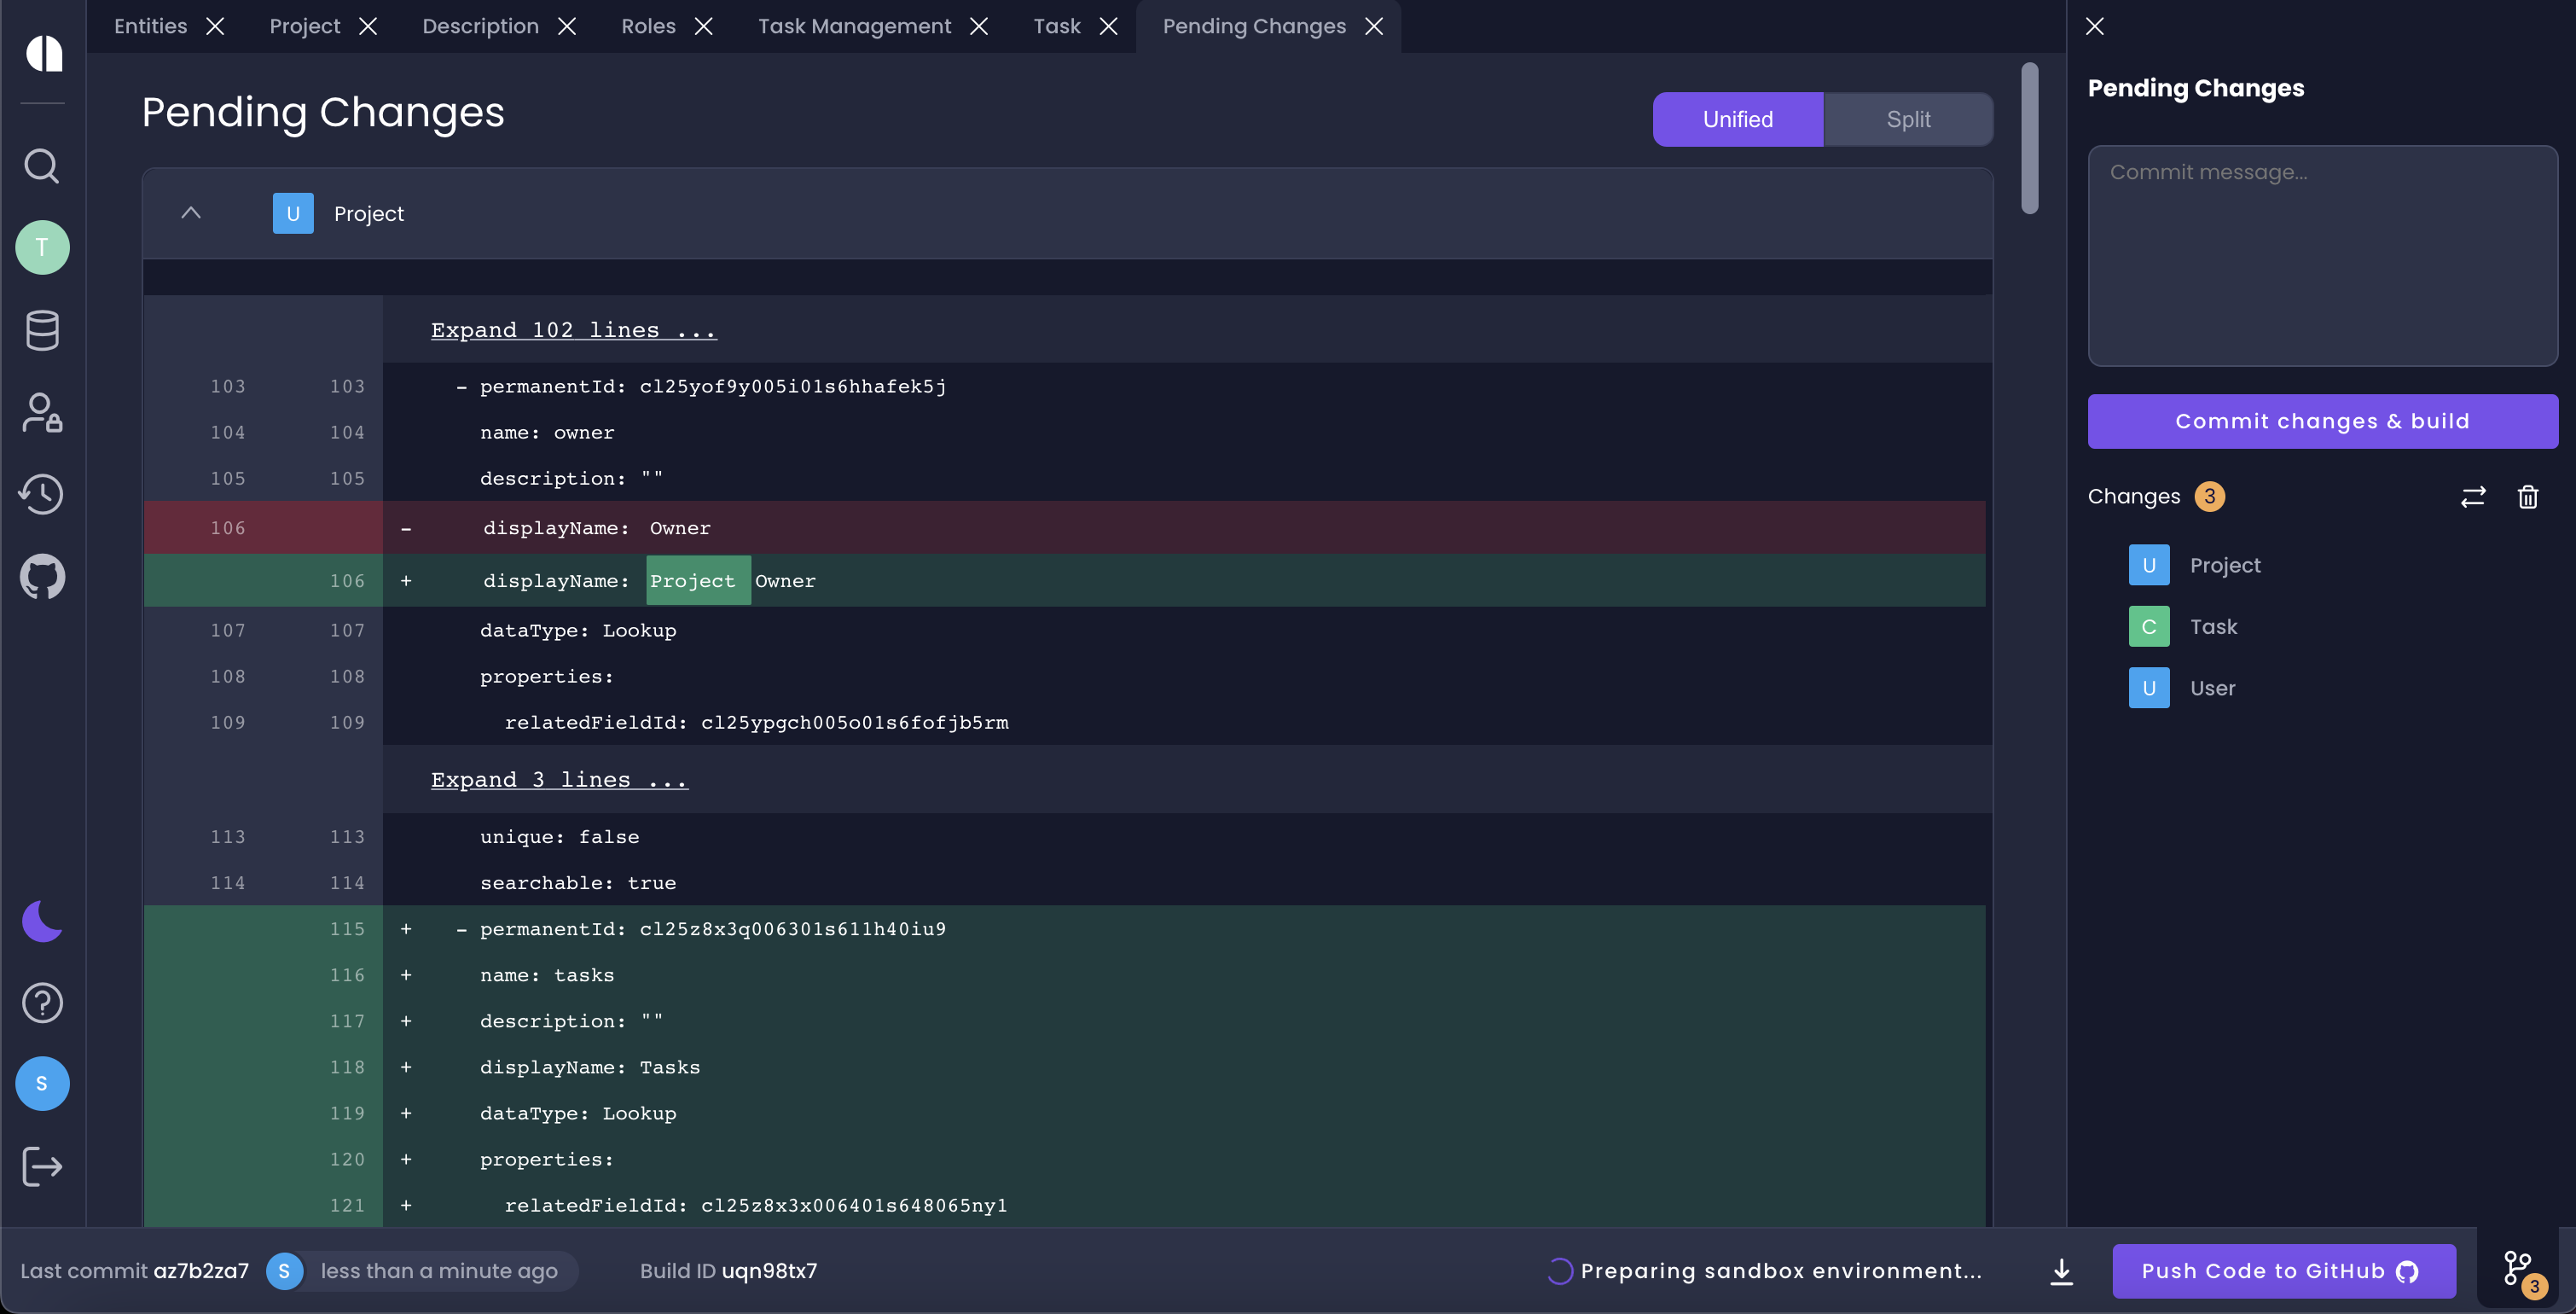 Entities Project Description Roles Task Management Task Pending Changes
Pending Changes
Unified Split
U Project
Expand 102 lines ...
103 103 - permanentId: cl25yof9y005i01s6hhafek5j
104 104 name: owner
105 105 description: ""
106 - displayName: Owner
106 + displayName: Project Owner
107 107 dataType: Lookup
108 108 properties:
109 109 relatedFieldId: cl25ypgch005o01s6fofjb5rm
Expand 3 lines ...
113 113 unique: false
114 114 searchable: true
115 + - permanentId: cl25z8x3q006301s611h40iu9
116 + name: tasks
117 + description: ""
118 + displayName: Tasks
119 + dataType: Lookup
120 + properties:
121 + relatedFieldId: cl25z8x3x006401s648065ny1
T
S
Pending Changes
Commit message...
Commit changes & build
Changes 3
U Project
C Task
U User
Last commit az7b2za7 S less than a minute ago Build ID uqn98tx7 Preparing sandbox environment... Push Code to GitHub 3